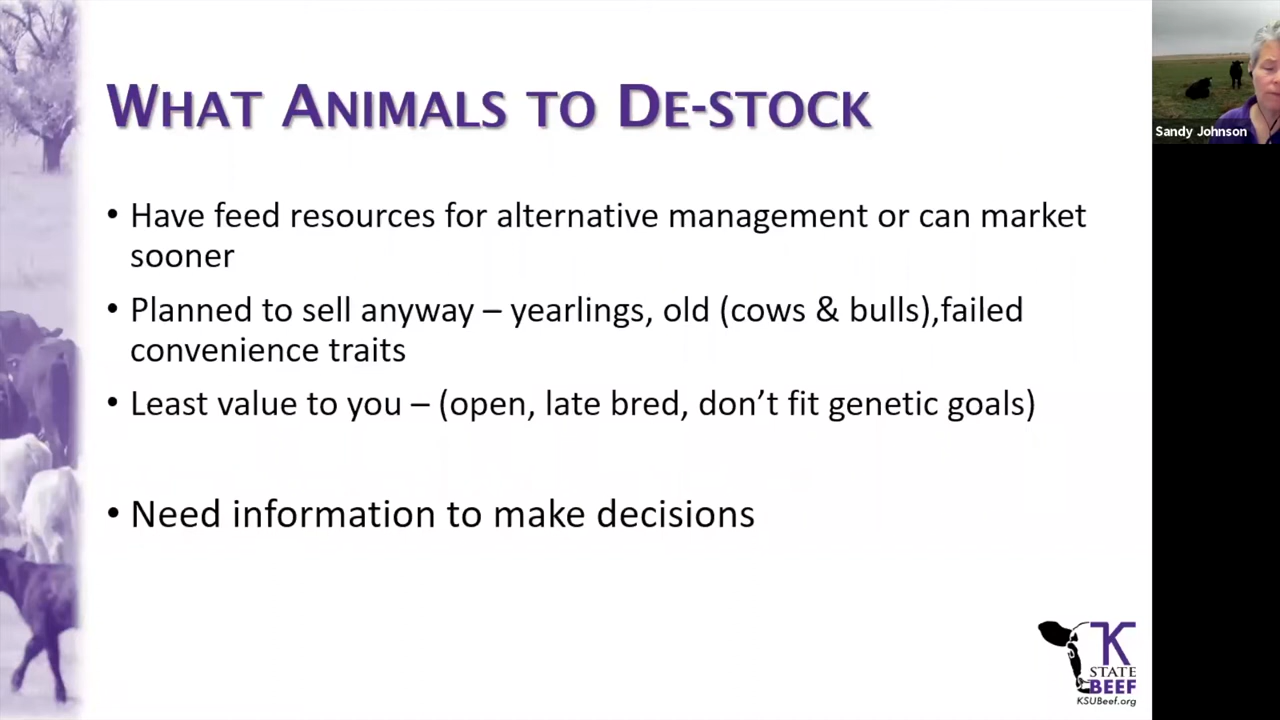 WHAT ANIMALS TO DE-STOCK
• Have feed resources for alternative management or can market
sooner
• Planned to sell anyway – yearlings, old (cows & bulls),failed
convenience traits
• Least value to you – (open, late bred, don’t fit genetic goals)
• Need information to make decisions
Sandy Johnson
K
STATE
BEEF
KSUBeef.org